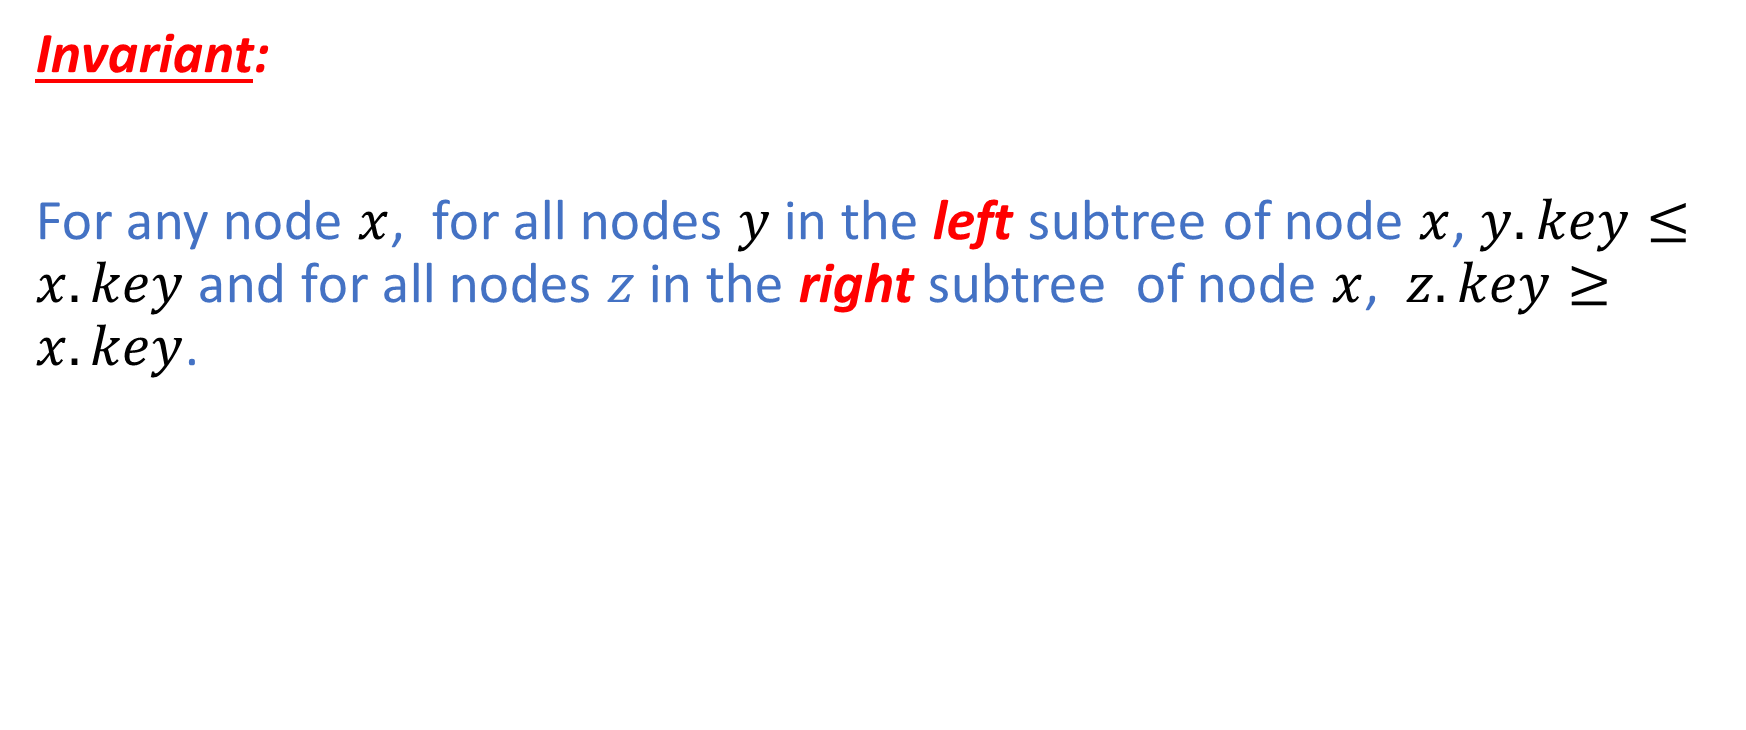 Invariant:
For any node x, for all nodes y in the left subtree of node x, y. key ≤
x. key and for all nodes z in the right subtree of node x, z. key ≥
x. key.